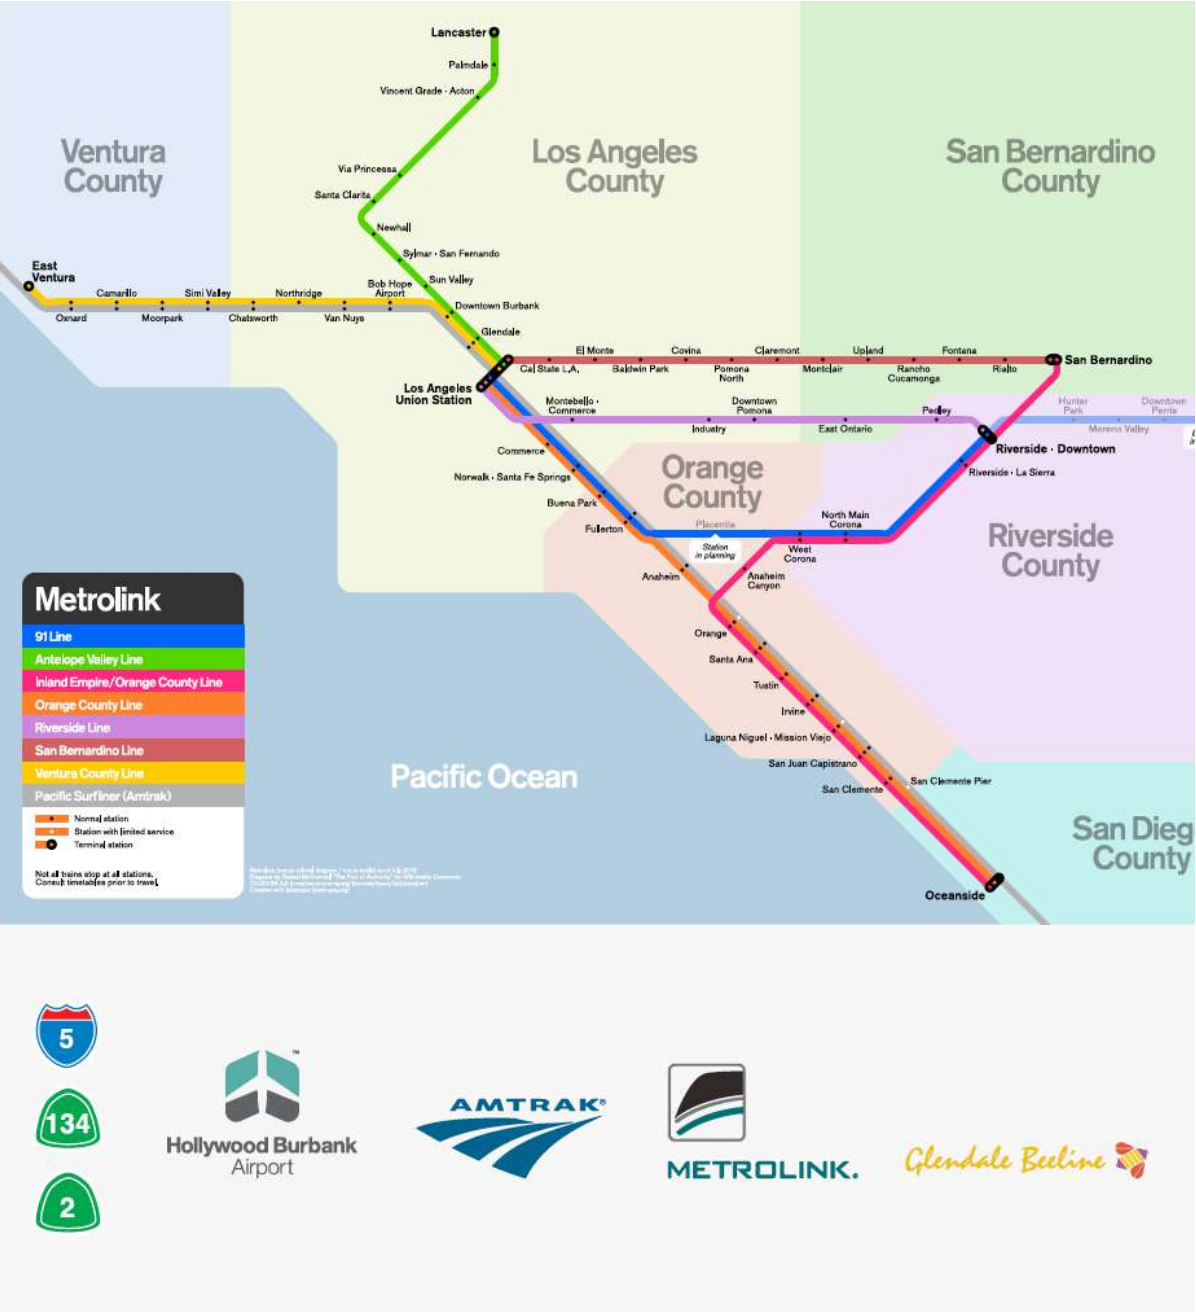 Lancaster
Palmdale
Vincent Grade · Acton
Ventura
County
Los Angeles
County
San Bernardino
County
Via Princessa
Santa Clarita
Newhall
Sylmar · San Fernando
East
Ventura
Sun Valley
Bob Hope
Airport
Camarillo
Simi Valley
Northridge
Downtown Burbank
Oxnard
Moorpark
Chatsworth
Van Nuys
Glendale
El Monte
Covina
Claremont
Upland
Fontana
San Bernardino
Cal State L.A.
Baldwin Park
Pomona
North
Montclair
Rancho
Cucamonga
Rialto
Los Angeles
Union Station
Montebello ·
Commerce
Downtown
Pomona
Pedley
Hunter
Park
Downtown
Perris
Industry
East Ontario
Moreno Valley
Commerce
Riverside · Downtown
Orange
County
Norwalk · Santa Fe Springs
Riverside · La Sierra
Buena Park
Fullerton
Placentia
North Main
Corona
Station
in planning
West
Corona
Riverside
County
Anaheim
Anaheim
Canyon
Metrolink
91 Line
Antelope Valley Line
Inland Empire/Orange County Line
Orange County Line
Riverside Line
San Bernardino Line
Ventura County Line
Pacific Surfliner (Amtrak)
Normal station
Station with limited service
Terminal station
Not all trains stop at all stations.
Consult timetables prior to travel.
Orange
Santa Ana
Tustin
Irvine
Laguna Niguel · Mission Viejo
San Juan Capistrano
San Clemente
San Clemente Pier
Pacific Ocean
San Dieg
County
Oceanside
5
134
2
Hollywood Burbank
Airport
™
AMTRAK®
METROLINK.
Glendale Beeline